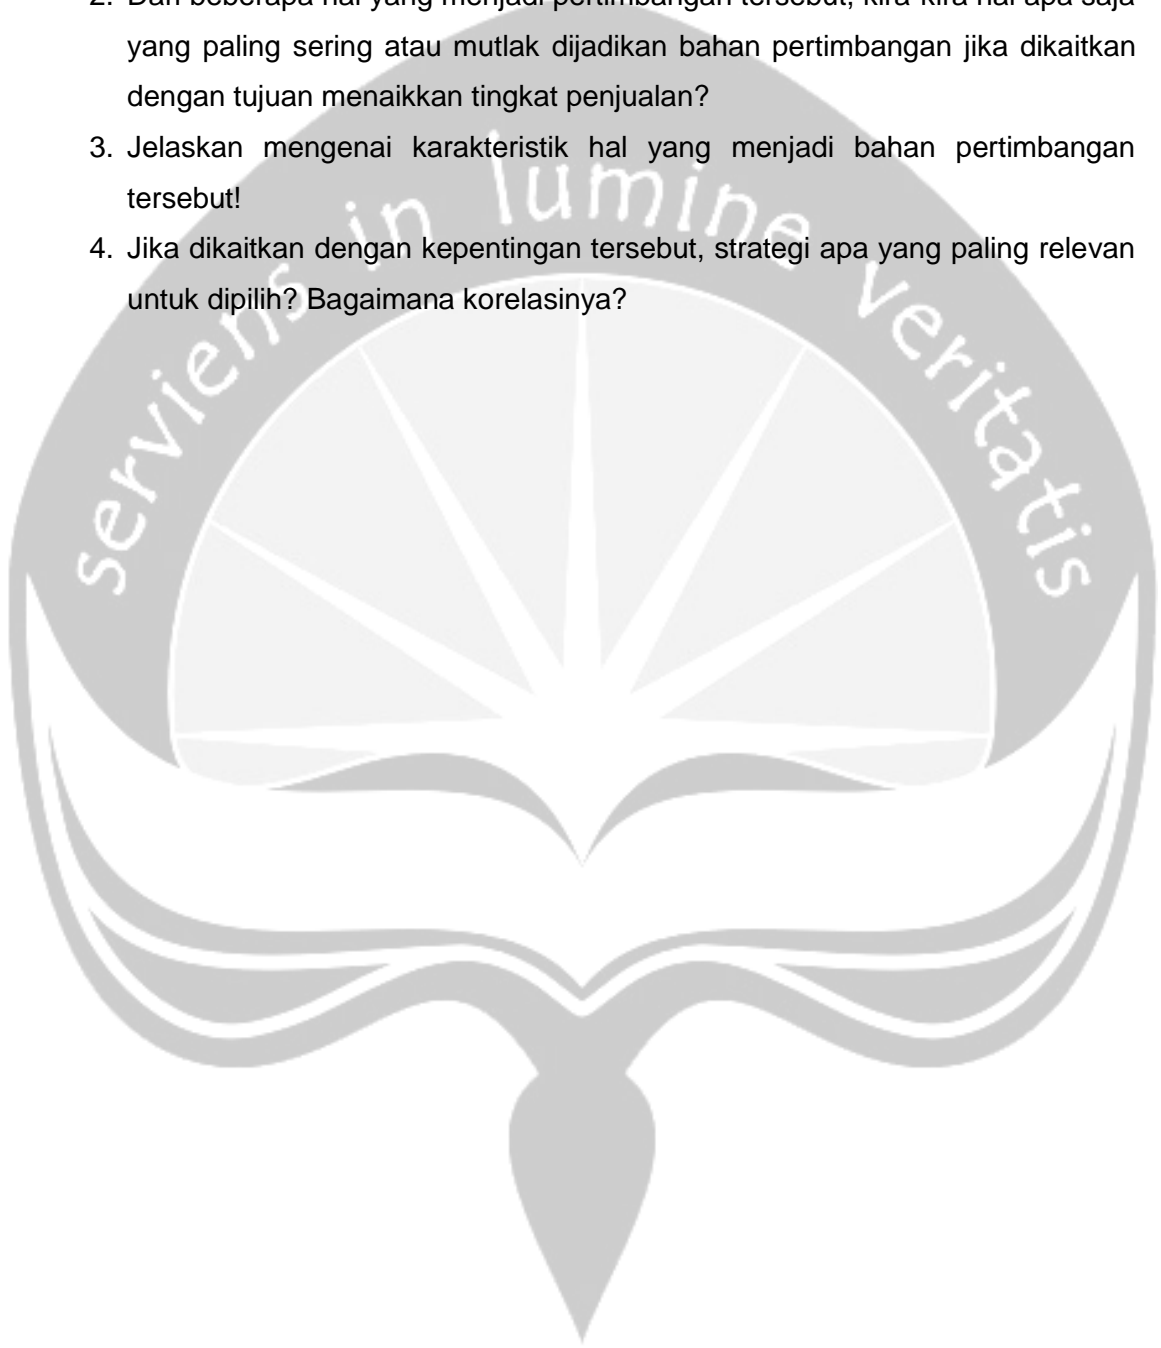 2. Dari beberapa hal yang menjadi pertimbangan tersebut, kira-kira hal apa saja
yang paling sering atau mutlak dijadikan bahan pertimbangan jika dikaitkan
dengan tujuan menaikkan tingkat penjualan?
3. Jelaskan mengenai karakteristik hal yang menjadi bahan pertimbangan
tersebut!
4. Jika dikaitkan dengan kepentingan tersebut, strategi apa yang paling relevan
untuk dipilih? Bagaimana korelasinya?
serviens in lumine veritatis